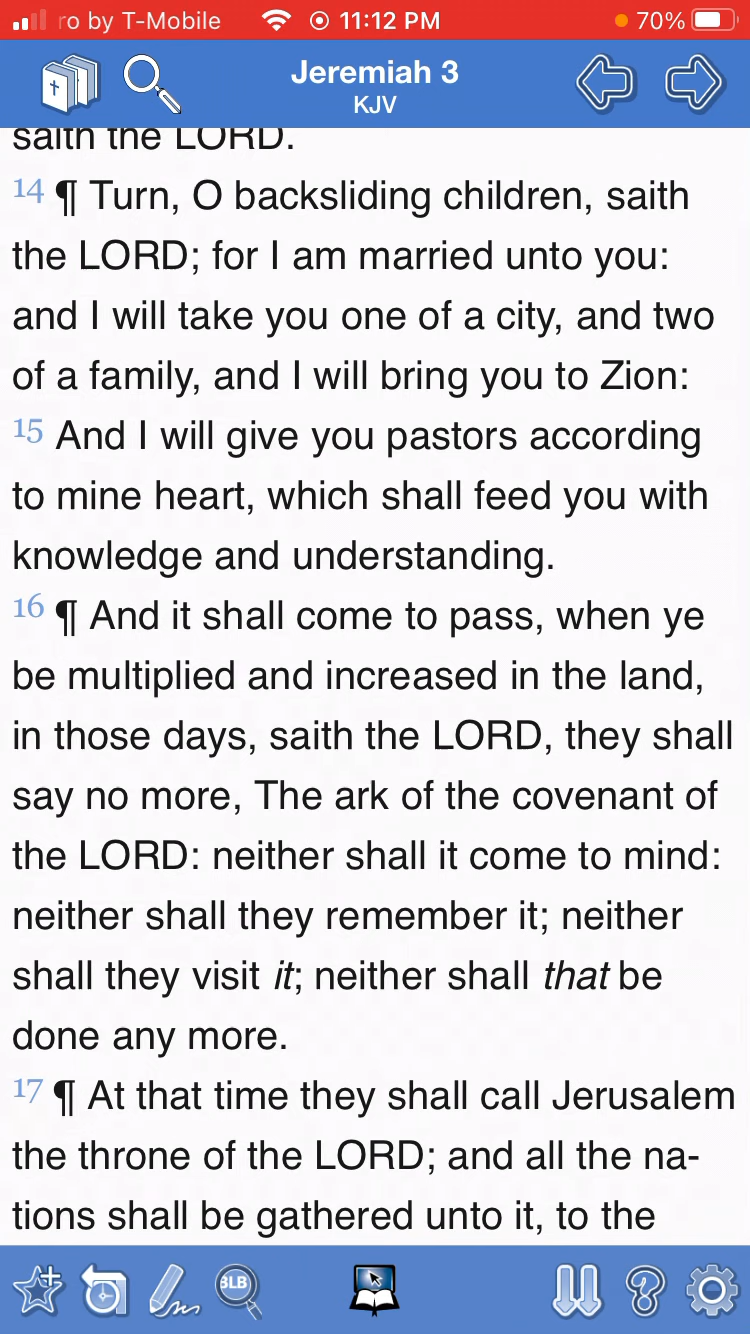 ro by T-Mobile 11:12 PM 70%
Jeremiah 3
KJV
saith the LORD.
14 ¶ Turn, O backsliding children, saith
the LORD; for I am married unto you:
and I will take you one of a city, and two
of a family, and I will bring you to Zion:
15 And I will give you pastors according
to mine heart, which shall feed you with
knowledge and understanding.
16 ¶ And it shall come to pass, when ye
be multiplied and increased in the land,
in those days, saith the LORD, they shall
say no more, The ark of the covenant of
the LORD: neither shall it come to mind:
neither shall they remember it; neither
shall they visit it; neither shall that be
done any more.
17 ¶ At that time they shall call Jerusalem
the throne of the LORD; and all the na-
tions shall be gathered unto it, to the
BLB